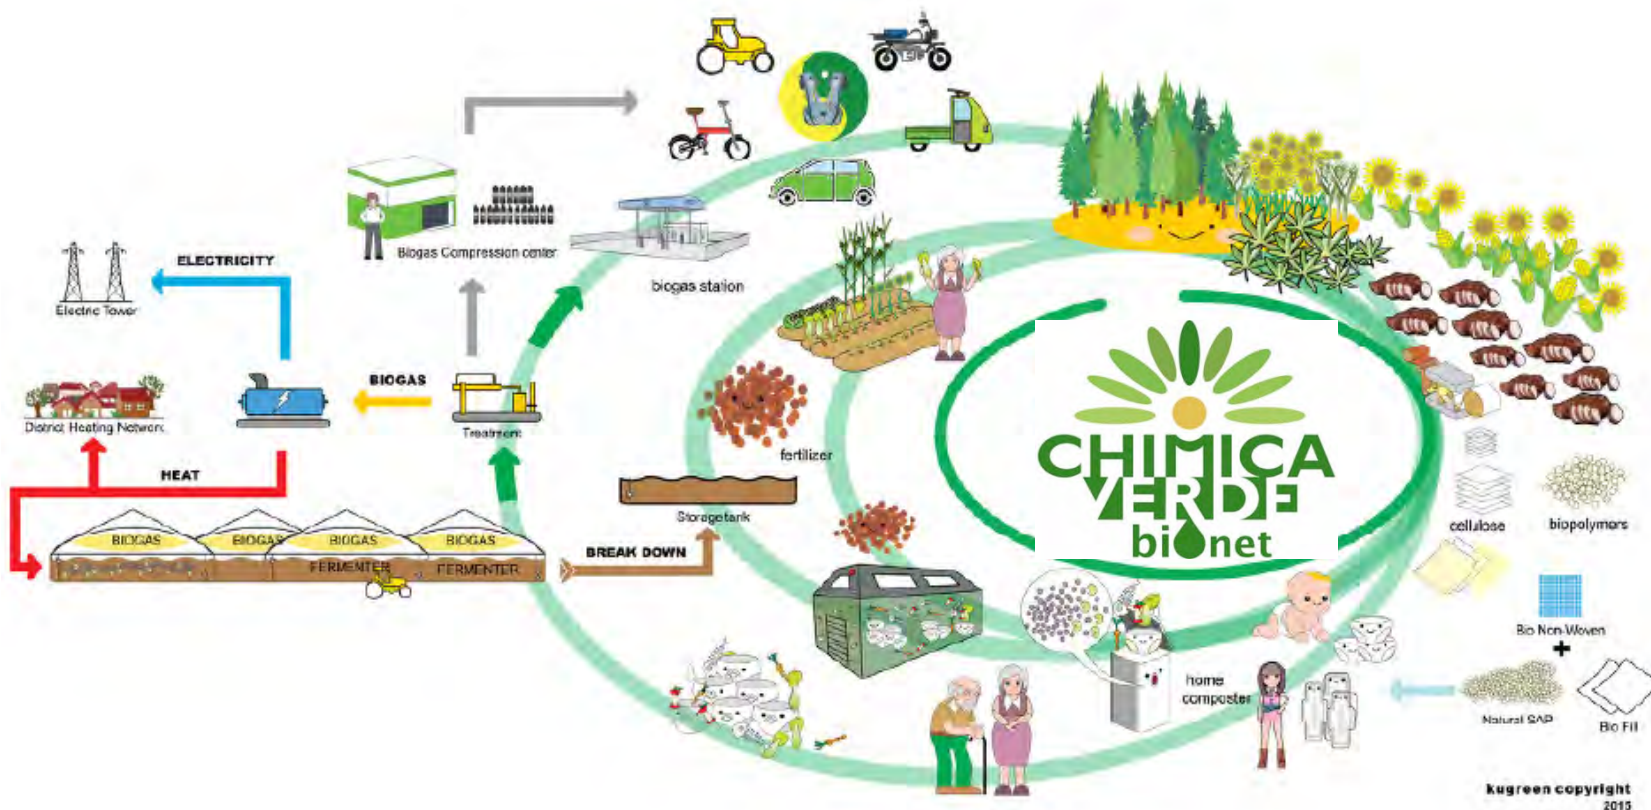 ELECTRICITY
Electric Tower
Biogas Compression center
biogas station
BIOGAS
District Heating Network
Treatment
HEAT
BIOGAS
BIOGAS
BIOGAS
BIOGAS
FERMENTER
FERMENTER
BREAK DOWN
Storage tank
fertilizer
CHIMICA
VERDE
bionet
cellulose
biopolymers
Bio Non-Woven
+
Natural SAP
Bio Fill
home
composter
kugreen copyright
2015